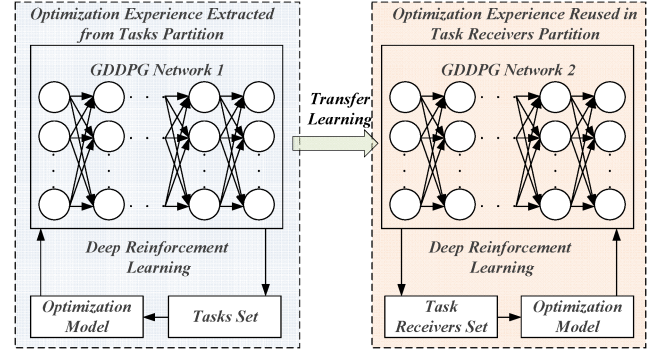 Optimization Experience Extracted
from Tasks Partition
GDDPG Network 1
Deep Reinforcement
Learning
Optimization
Model
Tasks Set
Transfer
Learning
Optimization Experience Reused in
Task Receivers Partition
GDDPG Network 2
Deep Reinforcement
Learning
Task
Receivers Set
Optimization
Model